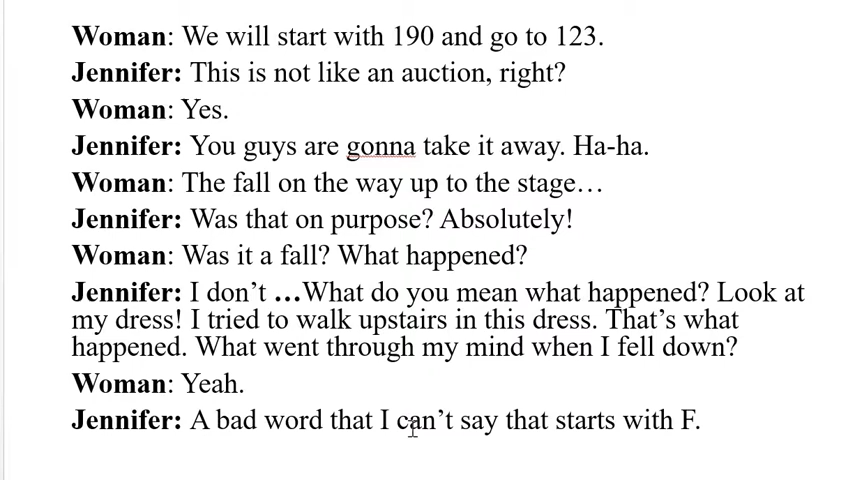 Woman: We will start with 190 and go to 123.
Jennifer: This is not like an auction, right?
Woman: Yes.
Jennifer: You guys are gonna take it away. Ha-ha.
Woman: The fall on the way up to the stage…
Jennifer: Was that on purpose? Absolutely!
Woman: Was it a fall? What happened?
Jennifer: I don’t …What do you mean what happened? Look at
my dress! I tried to walk upstairs in this dress. That’s what
happened. What went through my mind when I fell down?
Woman: Yeah.
Jennifer: A bad word that I can’t say that starts with F.